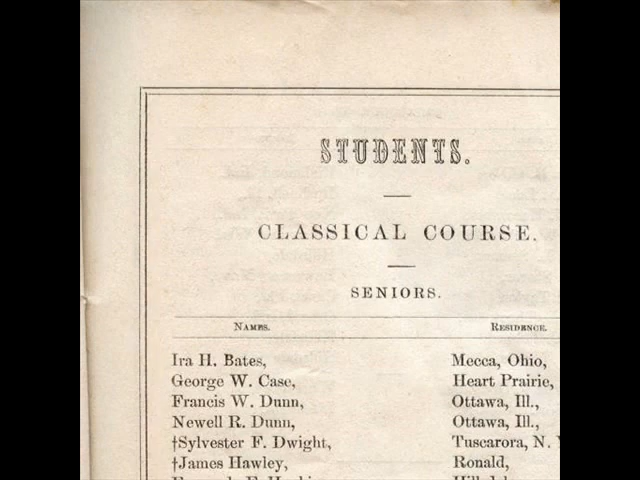 STUDENTS.
CLASSICAL COURSE.
SENIORS.
NAMES. RESIDENCE.
Ira H. Bates, Mecca, Ohio,
George W. Case, Heart Prairie,
Francis W. Dunn, Ottawa, Ill.,
Newell R. Dunn, Ottawa, Ill.,
†Sylvester F. Dwight, Tuscarora, N. Y
†James Hawley, Ronald,